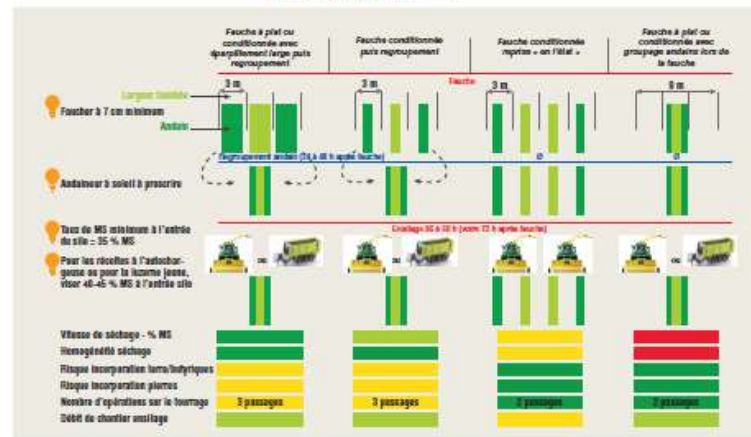 Fauche à plat ou
conditionnée avec
éparpillement large puis
regroupement
Fauche conditionnée
puis regroupement
Fauche conditionnée
reprise « en l'état »
Fauche à plat ou
conditionnée avec
groupage andains lors de
la fauche
Fauche
3 m
3 m
3 m
9 m
Largeur fauchée
Faucher à 7 cm minimum
Andain
Regroupement andain (24 à 48 h après fauche)
Ø
Ø
Andaineur à soleil à proscrire
Taux de MS minimum à l'entrée
du silo = 35 % MS
Ensilage
(voire 72 h après fauche)
Pour les récoltes à l'autochar-
geuse ou pour la luzerne jeune,
viser 40-45 % MS à l'entrée silo
ou
ou
ou
Vitesse de séchage - % MS
Homogénéité séchage
Risque incorporation terre/butyriques
Risque incorporation pierres
Nombre d'opérations sur le fourrage
3 passages
3 passages
2 passages
2 passages
Débit de chantier ensilage